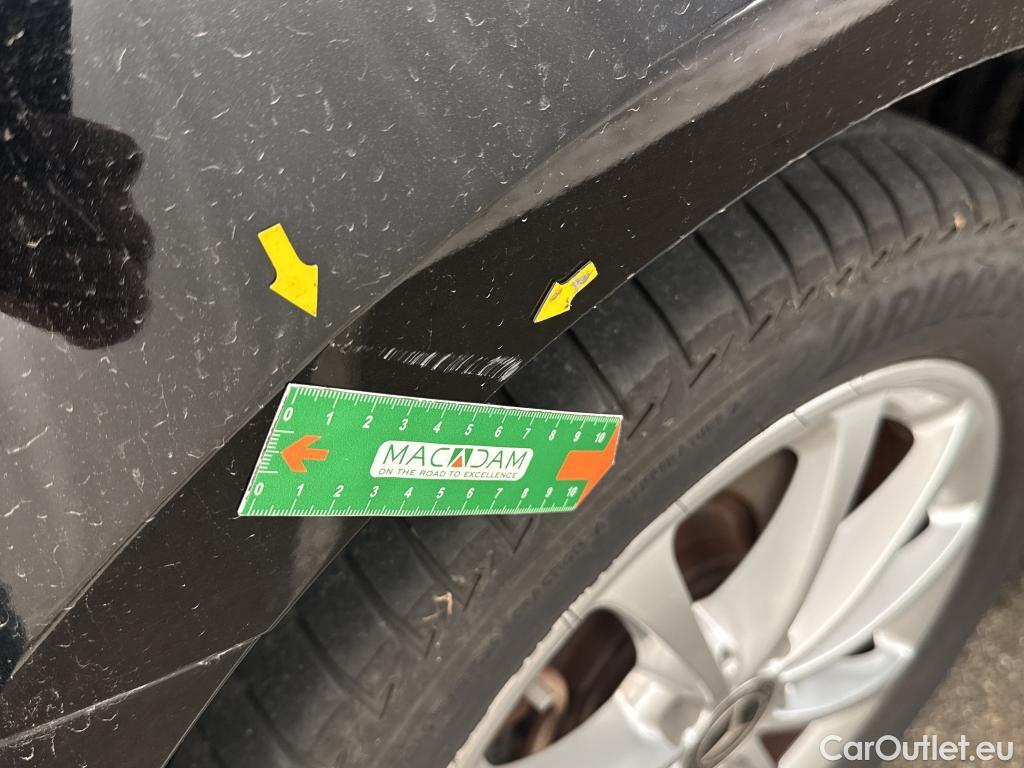 0 1 2 3 4 5 6 7 8 9 10
MACADAM
ON THE ROAD TO EXCELLENCE
0 1 2 3 4 5 6 7 8 9 10
CarOutlet.eu